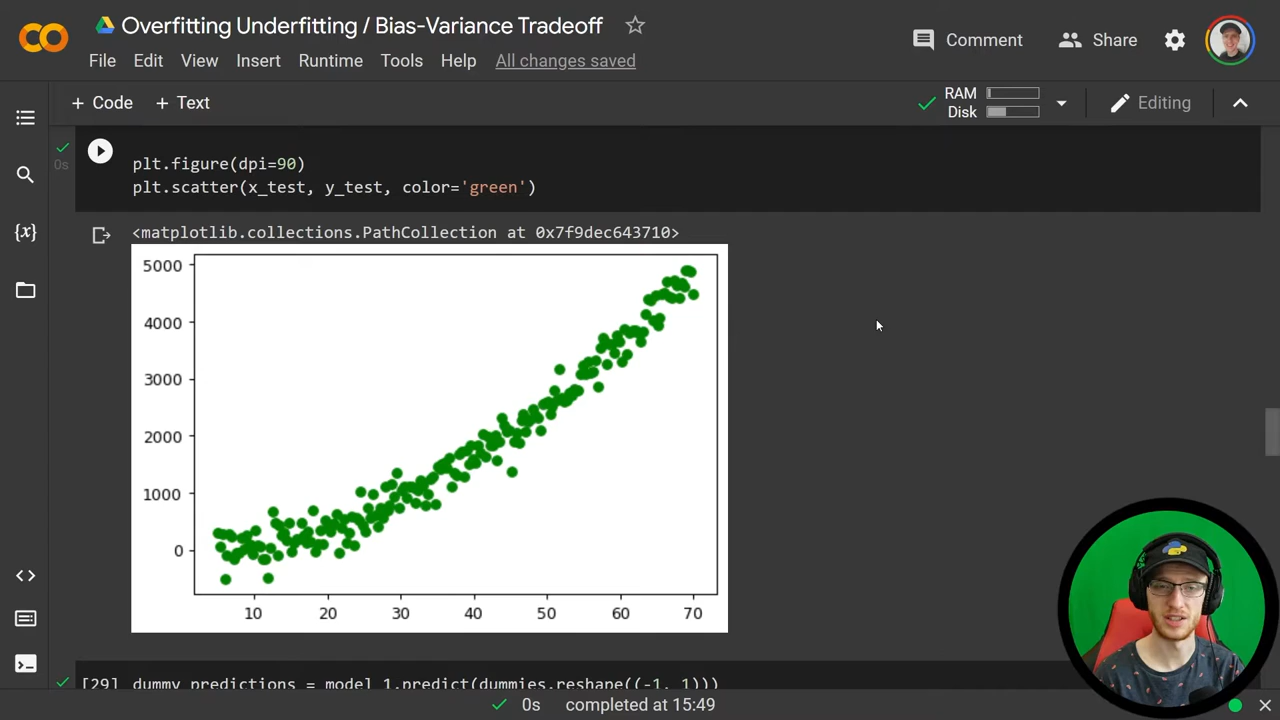 Overfitting Underfitting / Bias-Variance Tradeoff
File Edit View Insert Runtime Tools Help All changes saved
Comment Share
+ Code + Text
RAM
Disk
Editing
0s
plt.figure(dpi=90)
plt.scatter(x_test, y_test, color='green')
<matplotlib.collections.PathCollection at 0x7f9dec643710>
5000
4000
3000
2000
1000
0
10 20 30 40 50 60 70
[29] dummy_predictions = model_1.predict(dummies.reshape((-1, 1)))
0s completed at 15:49